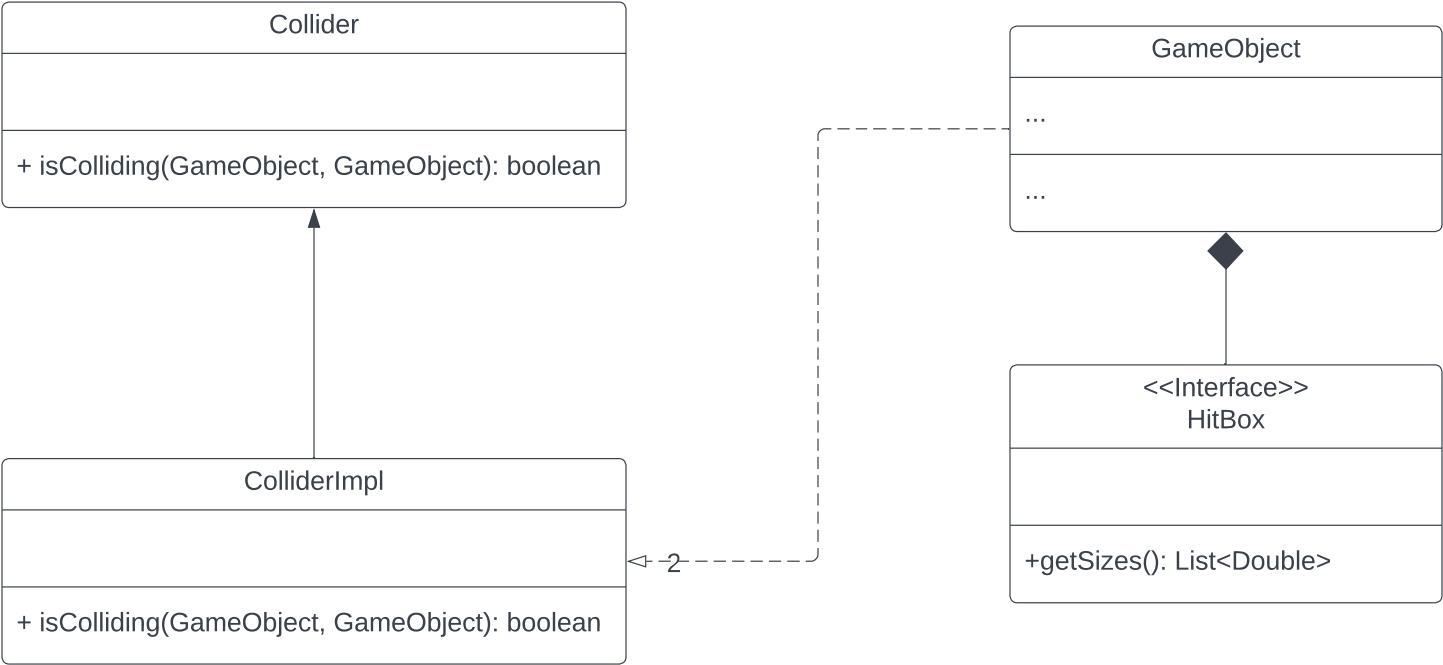 Collider
+ isColliding(GameObject, GameObject): boolean
GameObject
...
...
ColliderImpl
+ isColliding(GameObject, GameObject): boolean
2
<<Interface>>
HitBox
+getSizes(): List<Double>